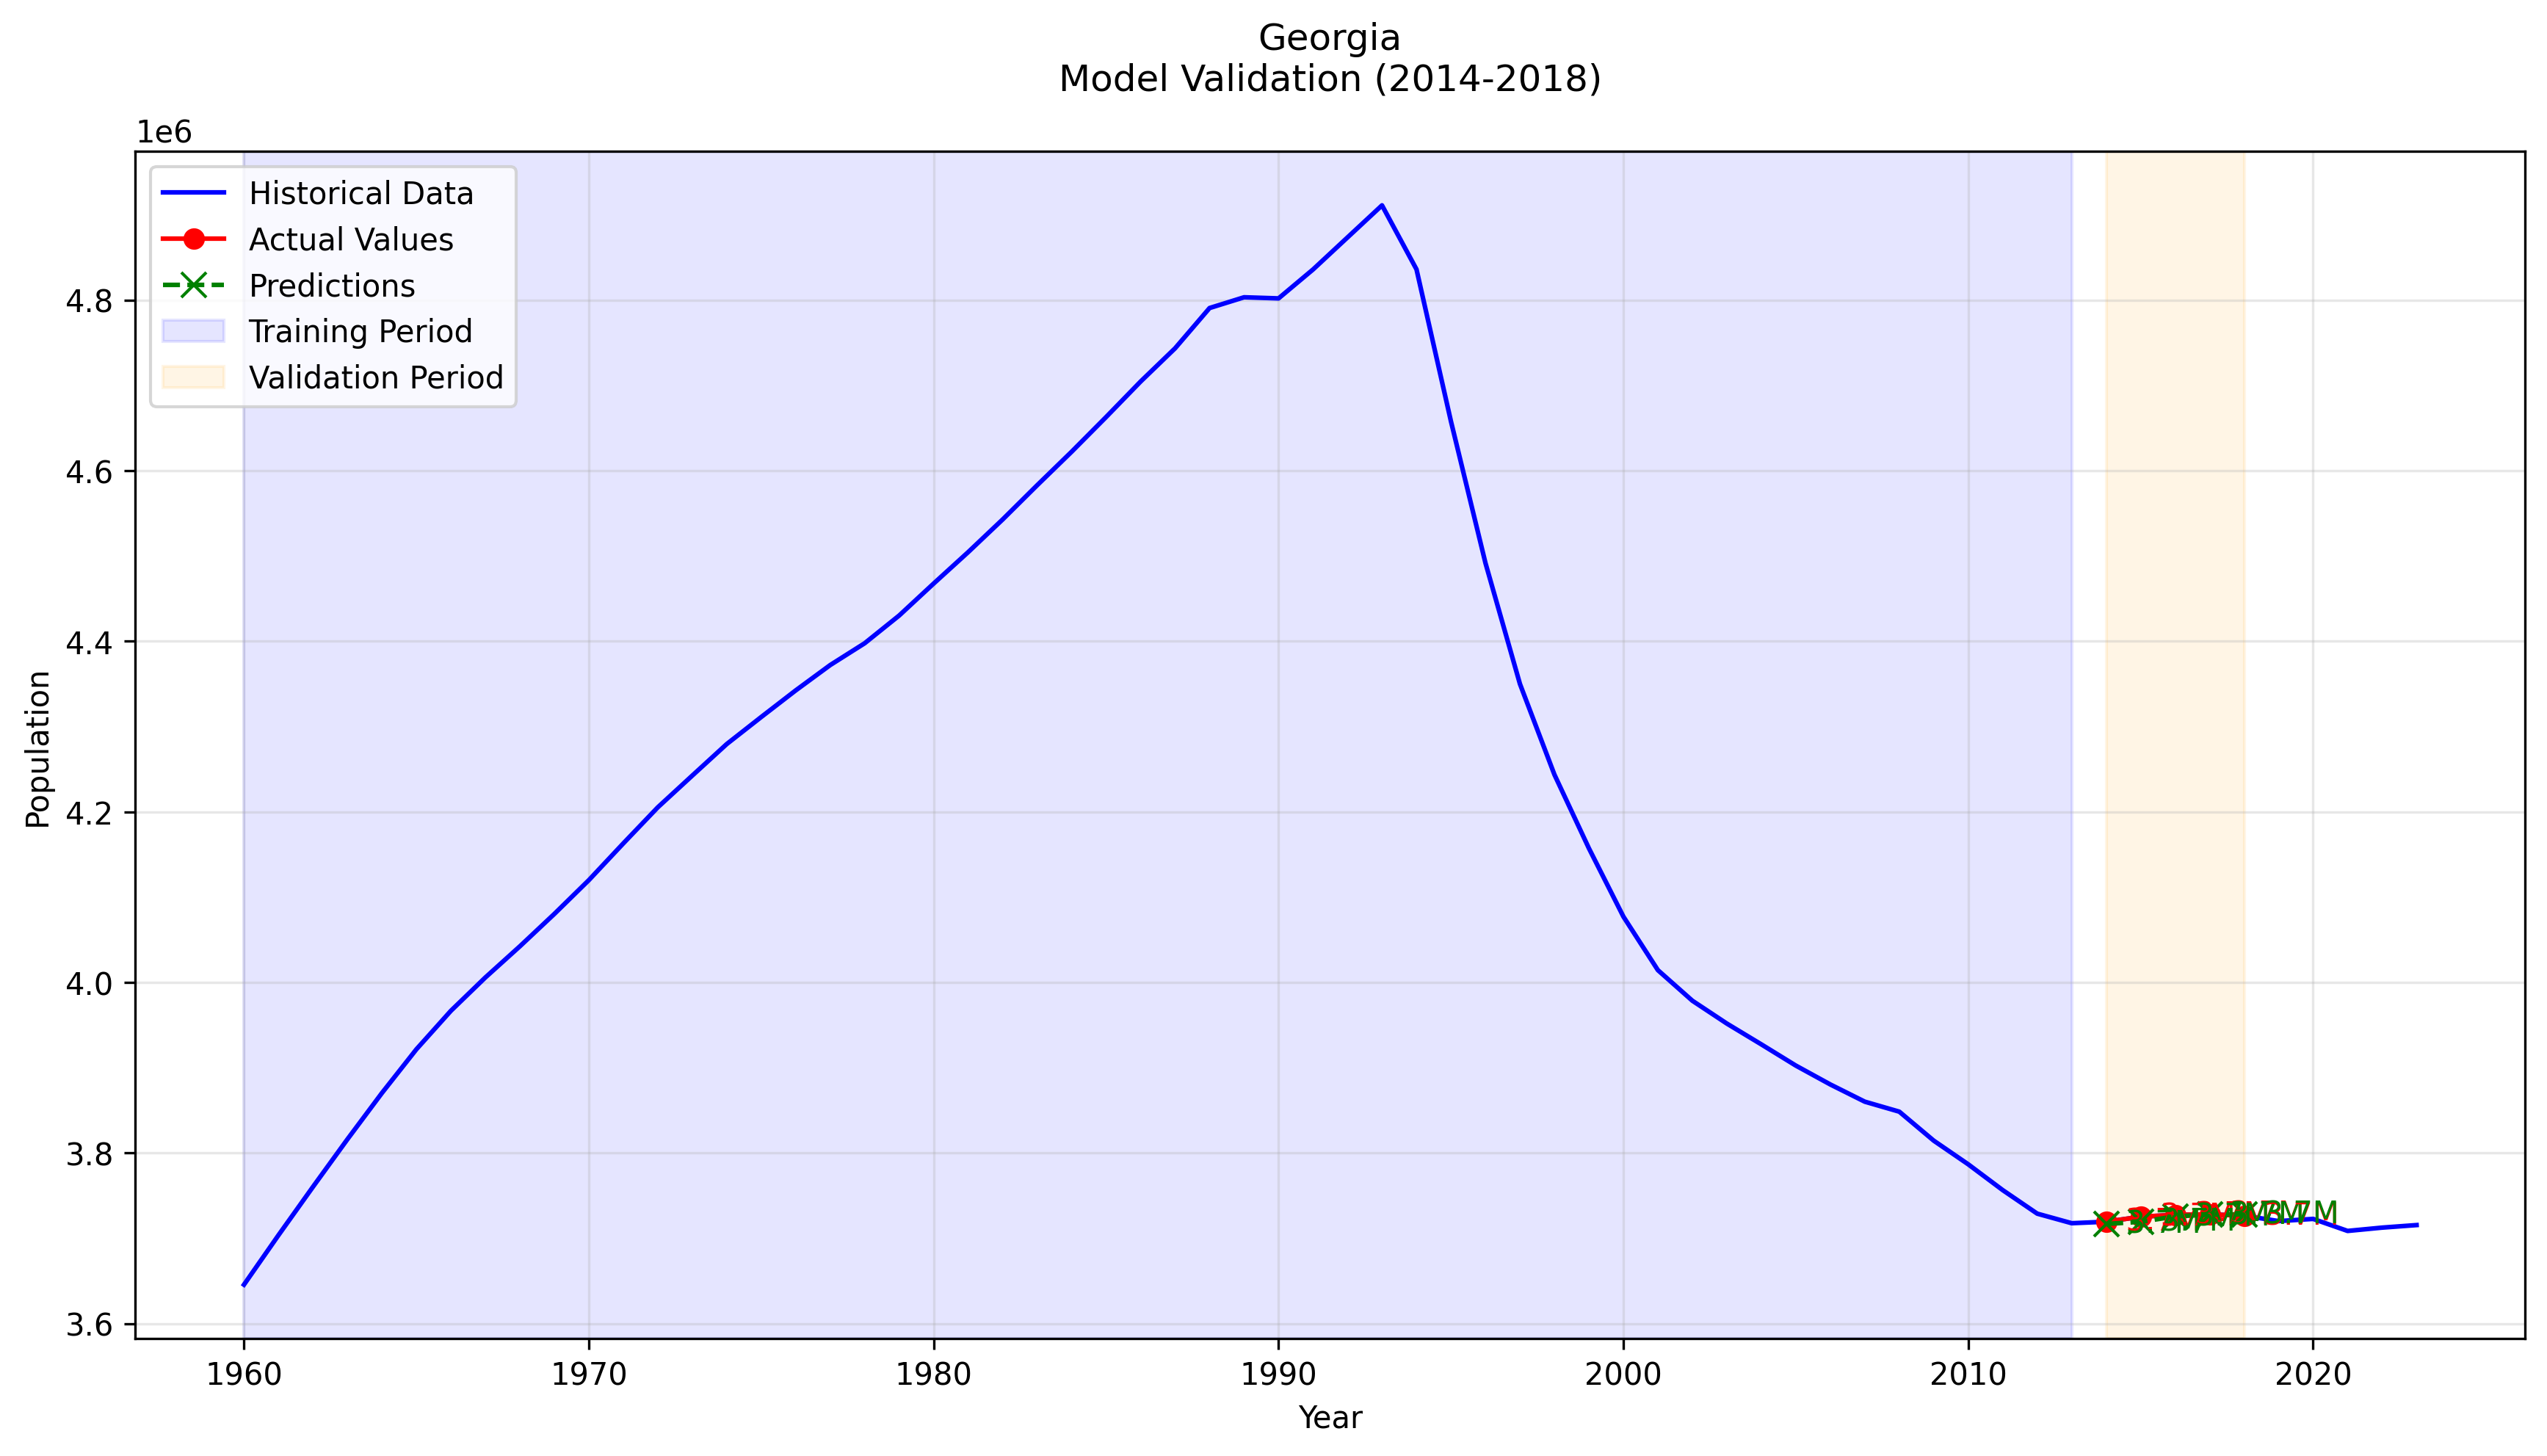 Georgia
Model Validation (2014-2018)
1e6
Historical Data
Actual Values
Predictions
Training Period
Validation Period
4.8
4.6
4.4
4.2
4.0
3.8
3.6
Population
1960
1970
1980
1990
2000
2010
2020
Year